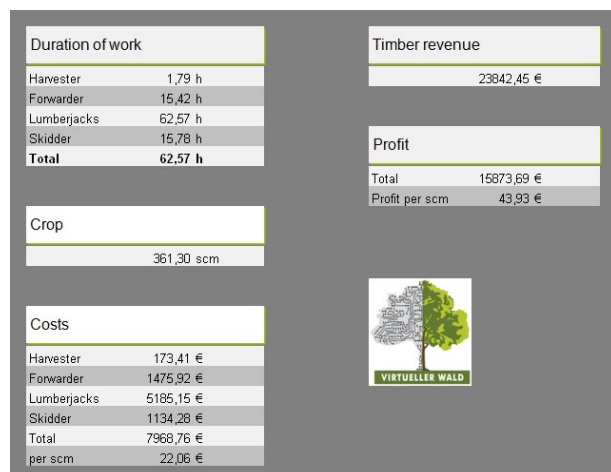 Duration of work
Harvester 1,79 h
Forwarder 15,42 h
Lumberjacks 62,57 h
Skidder 15,78 h
Total 62,57 h
Crop
361,30 scm
Costs
Harvester 173,41 €
Forwarder 1475,92 €
Lumberjacks 5185,15 €
Skidder 1134,28 €
Total 7968,76 €
per scm 22,06 €
Timber revenue
23842,45 €
Profit
Total 15873,69 €
Profit per scm 43,93 €
VIRTUELLER WALD